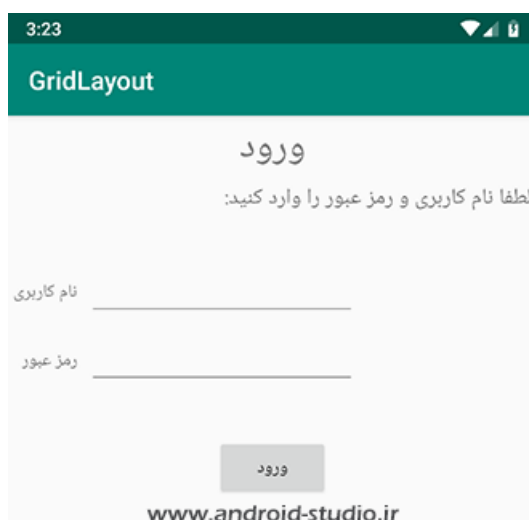 3:23
GridLayout
ورود
لطفا نام کاربری و رمز عبور را وارد کنید:
نام کاربری
رمز عبور
ورود
www.android-studio.ir